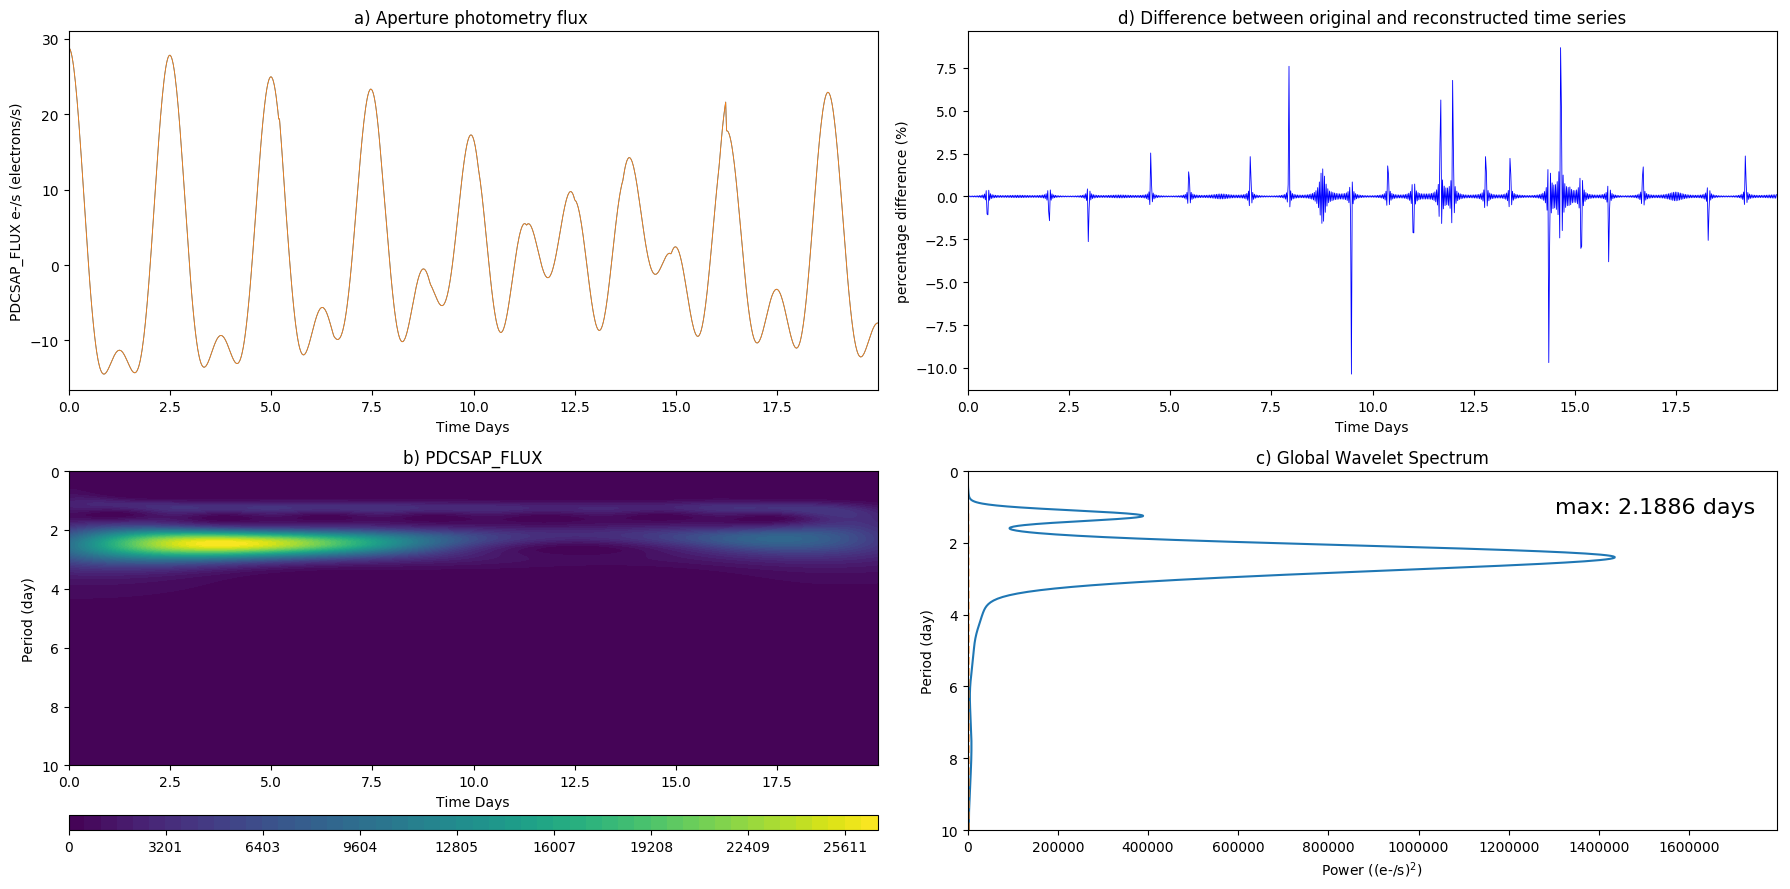 a) Aperture photometry flux
PDCSAP_FLUX e-/s (electrons/s)
30
20
10
0
−10
0.0 2.5 5.0 7.5 10.0 12.5 15.0 17.5
Time Days
d) Difference between original and reconstructed time series
percentage difference (%)
7.5
5.0
2.5
0.0
−2.5
−5.0
−7.5
−10.0
0.0 2.5 5.0 7.5 10.0 12.5 15.0 17.5
Time Days
b) PDCSAP_FLUX
Period (day)
0
2
4
6
8
10
0.0 2.5 5.0 7.5 10.0 12.5 15.0 17.5
Time Days
0 3201 6403 9604 12805 16007 19208 22409 25611
c) Global Wavelet Spectrum
max: 2.1886 days
Period (day)
0
2
4
6
8
10
0 200000 400000 600000 800000 1000000 1200000 1400000 1600000
Power ((e-/s)²)